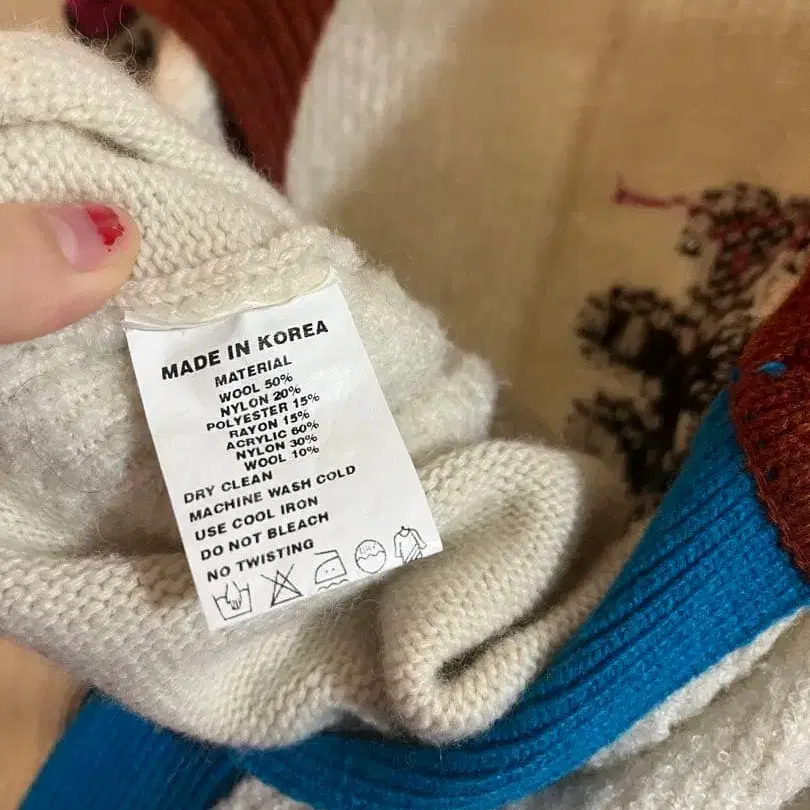 MADE IN KOREA
MATERIAL
WOOL 50%
NYLON 20%
POLYESTER 15%
RAYON 15%
ACRYLIC 60%
NYLON 30%
WOOL 10%
DRY CLEAN
MACHINE WASH COLD
USE COOL IRON
DO NOT BLEACH
NO TWISTING